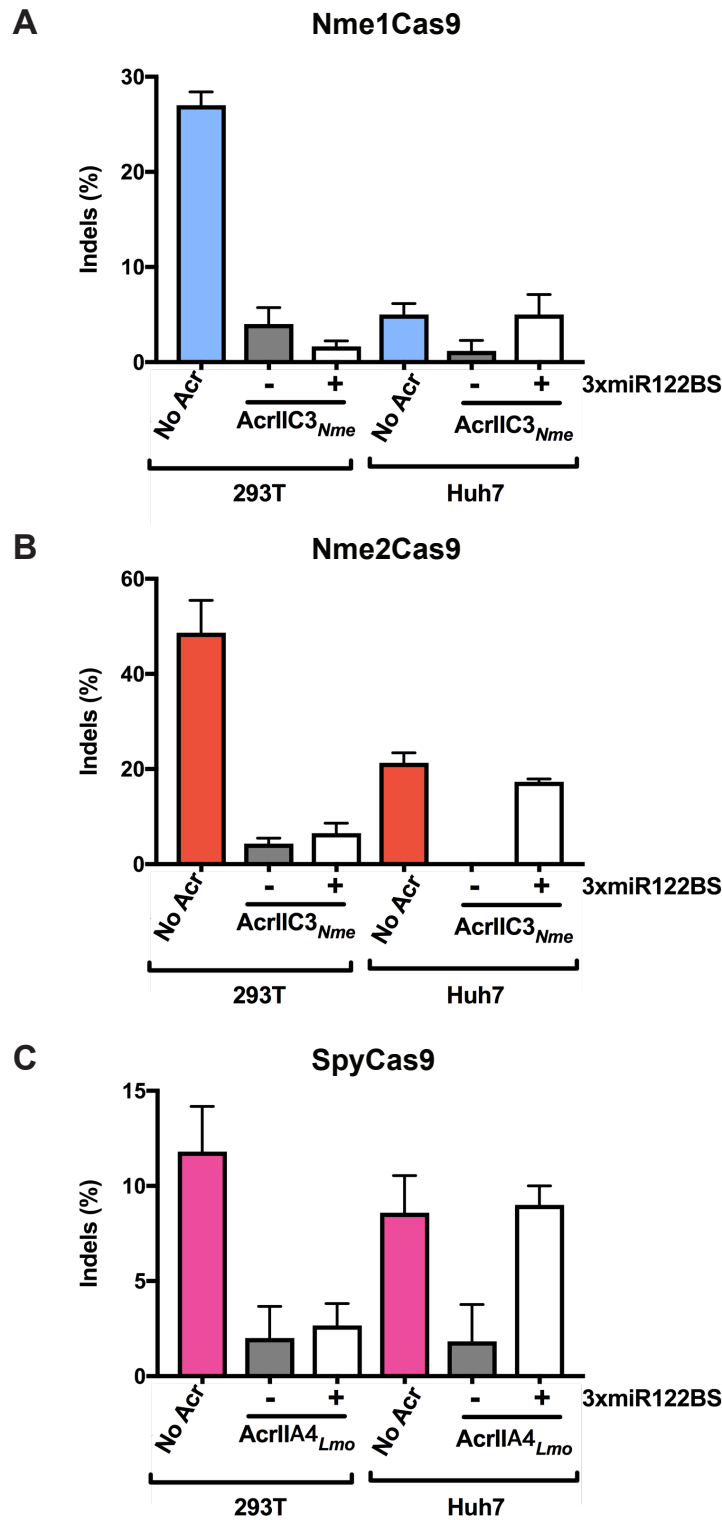 A
Nme1Cas9
30
20
10
0
Indels (%)
No Acr - + No Acr - + 3xmiR122BS
AcrIIC3Nme AcrIIC3Nme
293T Huh7
B
Nme2Cas9
60
40
20
0
Indels (%)
No Acr - + No Acr - + 3xmiR122BS
AcrIIC3Nme AcrIIC3Nme
293T Huh7
C
SpyCas9
15
10
5
0
Indels (%)
No Acr - + No Acr - + 3xmiR122BS
AcrIIA4Lmo AcrIIA4Lmo
293T Huh7